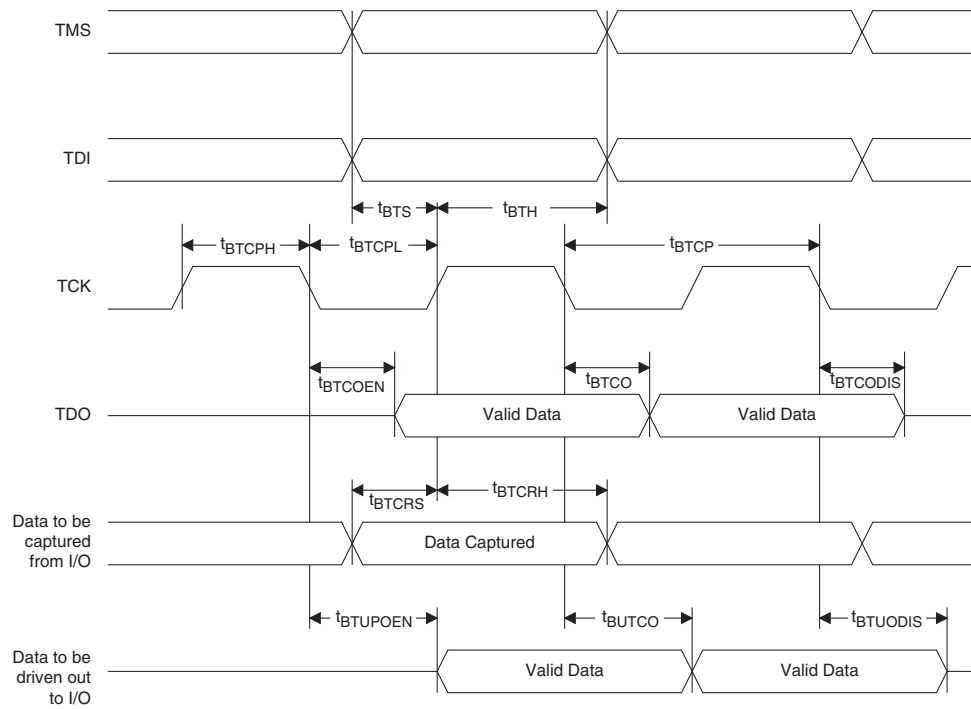 TMS
TDI
tBTS
tBTH
tBTCPH
tBTCPL
tBTCP
TCK
tBTCOEN
tBTCO
tBTCODIS
TDO
Valid Data
Valid Data
tBTCRS
tBTCRH
Data to be
captured
from I/O
Data Captured
tBTUPOEN
tBUTCO
tBTUODIS
Data to be
driven out
to I/O
Valid Data
Valid Data